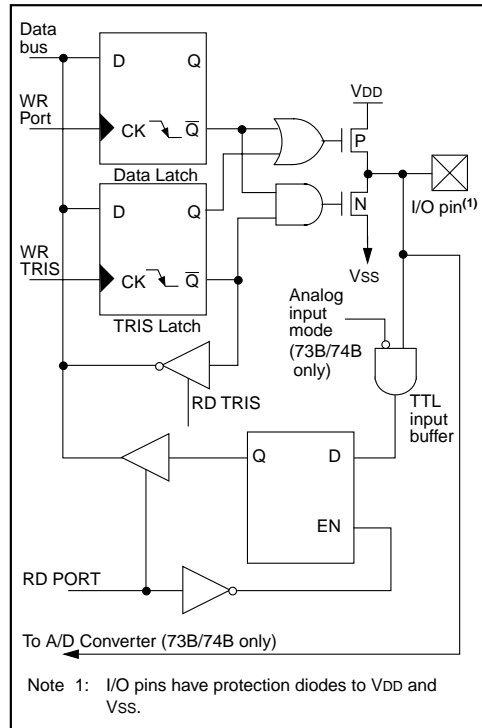 Data
bus
D
Q
WR
Port
CK
Q
VDD
P
Data Latch
I/O pin(1)
D
Q
N
WR
TRIS
CK
Q
VSS
TRIS Latch
Analog
input
mode
(73B/74B
only)
TTL
input
buffer
RD TRIS
Q
D
EN
RD PORT
To A/D Converter (73B/74B only)
Note 1: I/O pins have protection diodes to VDD and
VSS.